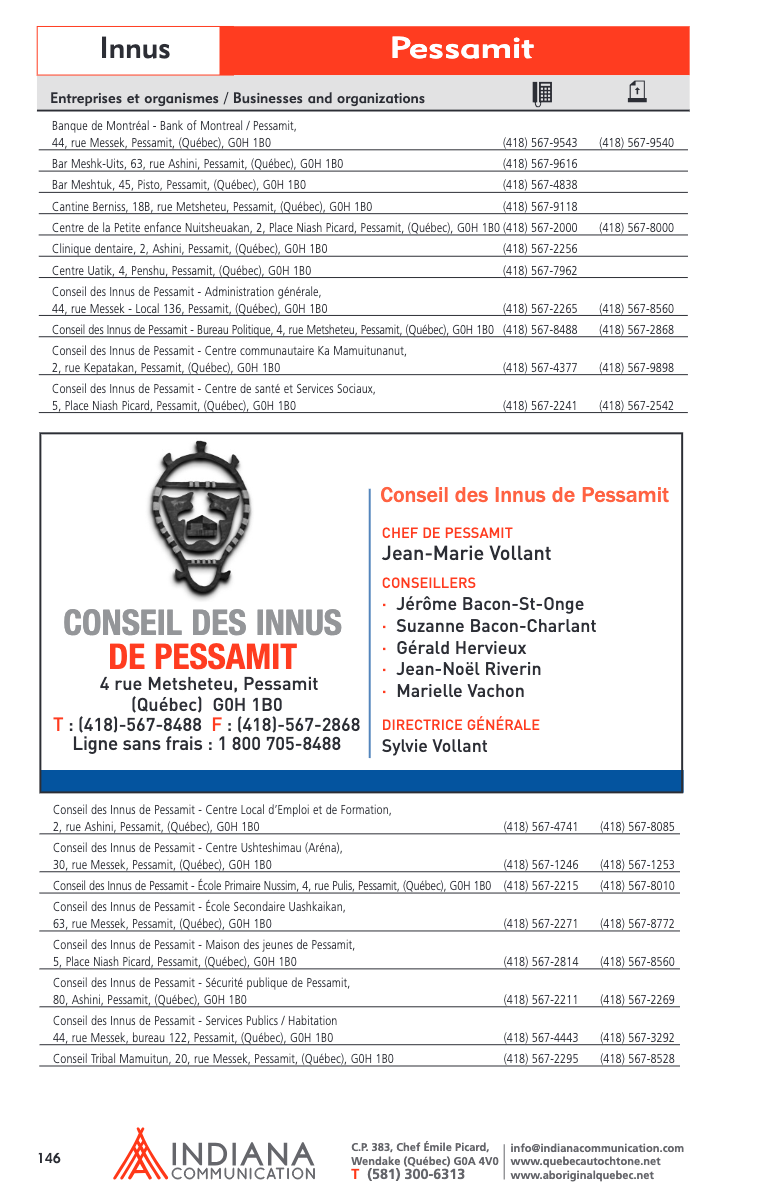 Innus
Pessamit
Entreprises et organismes / Businesses and organizations
Banque de Montréal - Bank of Montreal / Pessamit,
44, rue Messek, Pessamit, (Québec), G0H 1B0 (418) 567-9543 (418) 567-9540
Bar Meshk-Uits, 63, rue Ashini, Pessamit, (Québec), G0H 1B0 (418) 567-9616
Bar Meshtuk, 45, Pisto, Pessamit, (Québec), G0H 1B0 (418) 567-4838
Cantine Berniss, 18B, rue Metsheteu, Pessamit, (Québec), G0H 1B0 (418) 567-9118
Centre de la Petite enfance Nuitsheuakan, 2, Place Niash Picard, Pessamit, (Québec), G0H 1B0 (418) 567-2000 (418) 567-8000
Clinique dentaire, 2, Ashini, Pessamit, (Québec), G0H 1B0 (418) 567-2256
Centre Uatik, 4, Penshu, Pessamit, (Québec), G0H 1B0 (418) 567-7962
Conseil des Innus de Pessamit - Administration générale,
44, rue Messek - Local 136, Pessamit, (Québec), G0H 1B0 (418) 567-2265 (418) 567-8560
Conseil des Innus de Pessamit - Bureau Politique, 4, rue Metsheteu, Pessamit, (Québec), G0H 1B0 (418) 567-8488 (418) 567-2868
Conseil des Innus de Pessamit - Centre communautaire Ka Mamuitunanut,
2, rue Kepatakan, Pessamit, (Québec), G0H 1B0 (418) 567-4377 (418) 567-9898
Conseil des Innus de Pessamit - Centre de santé et Services Sociaux,
5, Place Niash Picard, Pessamit, (Québec), G0H 1B0 (418) 567-2241 (418) 567-2542
CONSEIL DES INNUS
DE PESSAMIT
4 rue Metsheteu, Pessamit
(Québec) G0H 1B0
T : (418)-567-8488 F : (418)-567-2868
Ligne sans frais : 1 800 705-8488
Conseil des Innus de Pessamit
CHEF DE PESSAMIT
Jean-Marie Vollant
CONSEILLERS
· Jérôme Bacon-St-Onge
· Suzanne Bacon-Charlant
· Gérald Hervieux
· Jean-Noël Riverin
· Marielle Vachon
DIRECTRICE GÉNÉRALE
Sylvie Vollant
Conseil des Innus de Pessamit - Centre Local d'Emploi et de Formation,
2, rue Ashini, Pessamit, (Québec), G0H 1B0 (418) 567-4741 (418) 567-8085
Conseil des Innus de Pessamit - Centre Ushteshimau (Aréna),
30, rue Messek, Pessamit, (Québec), G0H 1B0 (418) 567-1246 (418) 567-1253
Conseil des Innus de Pessamit - École Primaire Nussim, 4, rue Pulis, Pessamit, (Québec), G0H 1B0 (418) 567-2215 (418) 567-8010
Conseil des Innus de Pessamit - École Secondaire Uashkaikan,
63, rue Messek, Pessamit, (Québec), G0H 1B0 (418) 567-2271 (418) 567-8772
Conseil des Innus de Pessamit - Maison des jeunes de Pessamit,
5, Place Niash Picard, Pessamit, (Québec), G0H 1B0 (418) 567-2814 (418) 567-8560
Conseil des Innus de Pessamit - Sécurité publique de Pessamit,
80, Ashini, Pessamit, (Québec), G0H 1B0 (418) 567-2211 (418) 567-2269
Conseil des Innus de Pessamit - Services Publics / Habitation
44, rue Messek, bureau 122, Pessamit, (Québec), G0H 1B0 (418) 567-4443 (418) 567-3292
Conseil Tribal Mamuitun, 20, rue Messek, Pessamit, (Québec), G0H 1B0 (418) 567-2295 (418) 567-8528
146
INDIANA
COMMUNICATION
C.P. 383, Chef Émile Picard,
Wendake (Québec) G0A 4V0
T (581) 300-6313
info@indianacommunication.com
www.quebecautochtone.net
www.aboriginalquebec.net